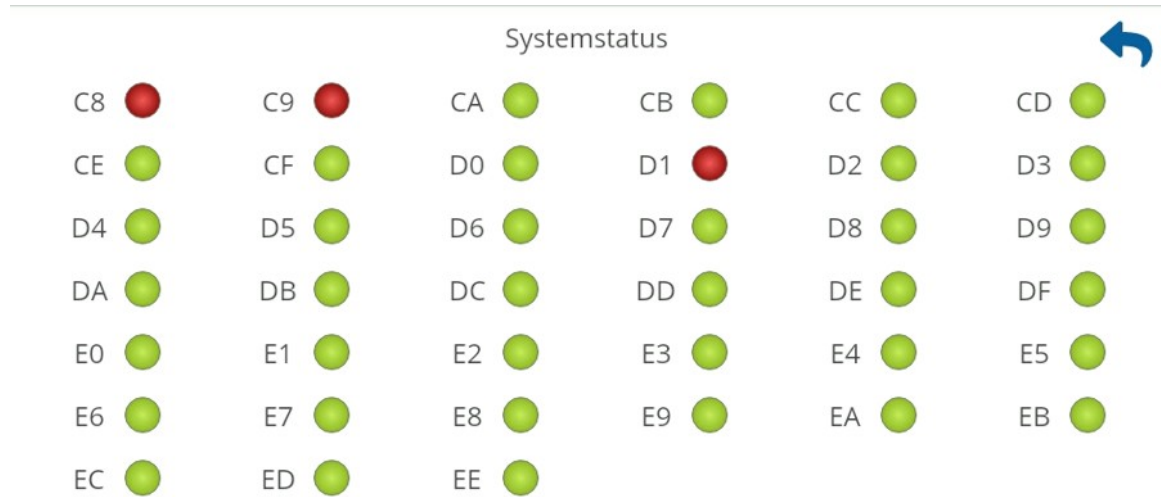 Systemstatus
C8 C9 CA CB CC CD
CE CF D0 D1 D2 D3
D4 D5 D6 D7 D8 D9
DA DB DC DD DE DF
E0 E1 E2 E3 E4 E5
E6 E7 E8 E9 EA EB
EC ED EE